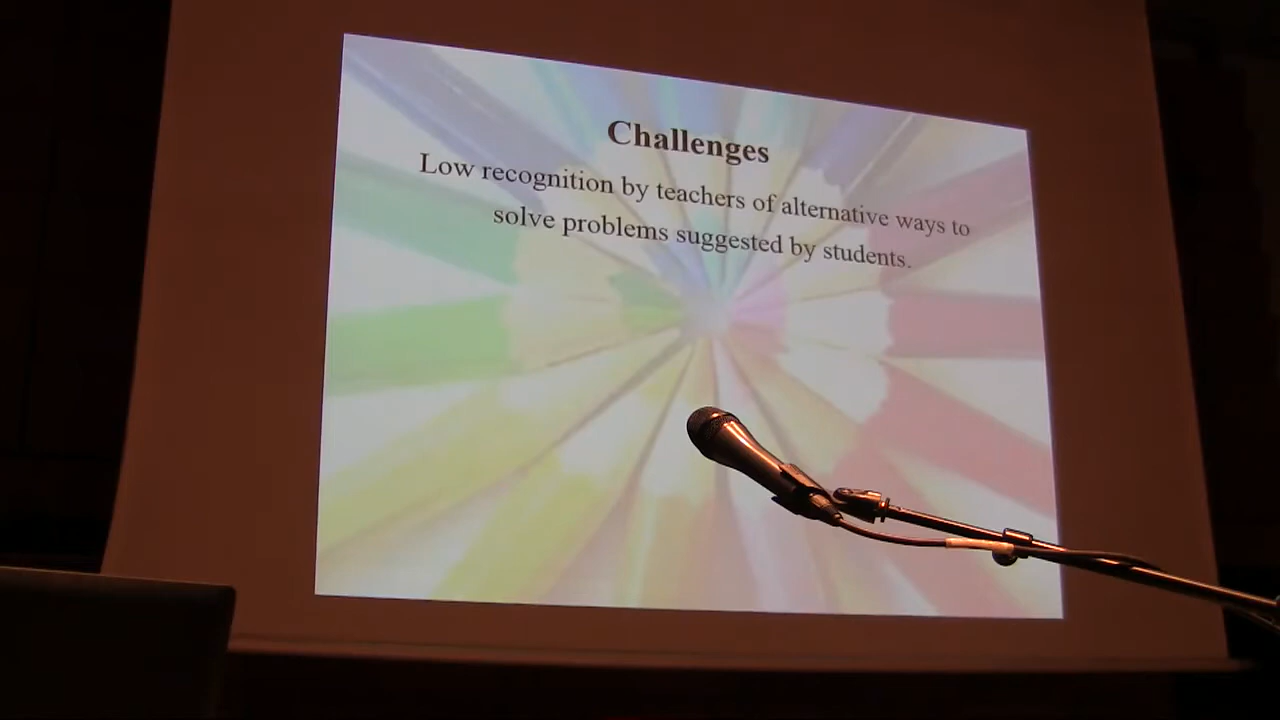 Challenges
Low recognition by teachers of alternative ways to
solve problems suggested by students.